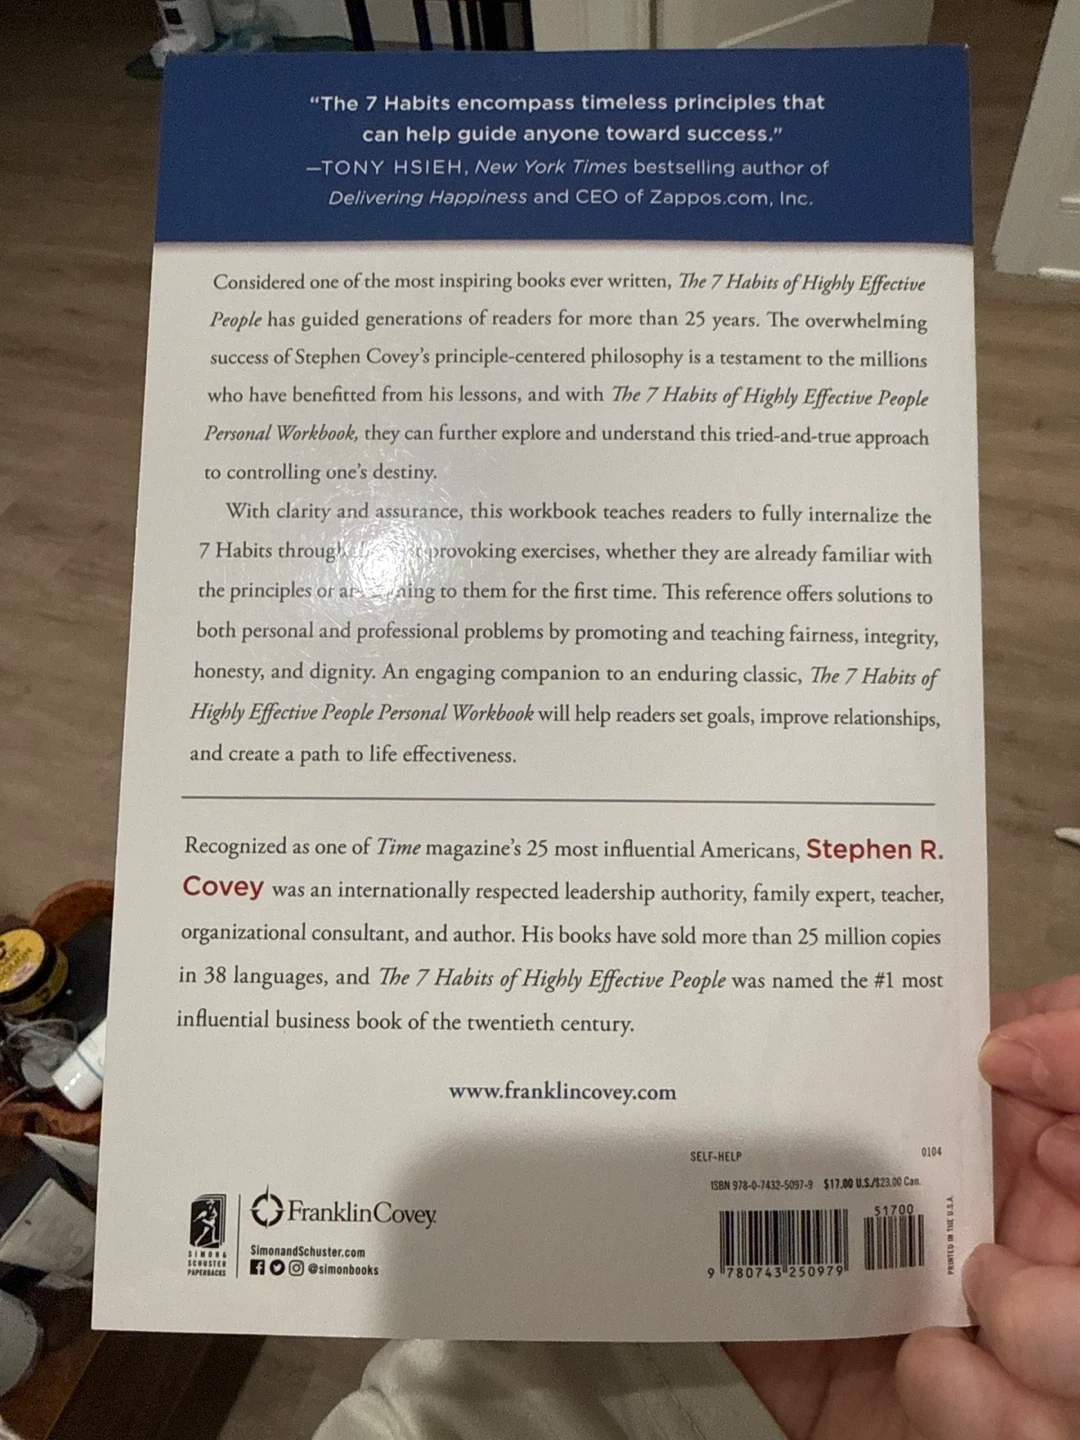 “The 7 Habits encompass timeless principles that
can help guide anyone toward success.”
—TONY HSIEH, New York Times bestselling author of
Delivering Happiness and CEO of Zappos.com, Inc.
Considered one of the most inspiring books ever written, The 7 Habits of Highly Effective
People has guided generations of readers for more than 25 years. The overwhelming
success of Stephen Covey’s principle-centered philosophy is a testament to the millions
who have benefitted from his lessons, and with The 7 Habits of Highly Effective People
Personal Workbook, they can further explore and understand this tried-and-true approach
to controlling one’s destiny.
With clarity and assurance, this workbook teaches readers to fully internalize the
7 Habits provoking exercises, whether they are already familiar with
the principles or to them for the first time. This reference offers solutions to
both personal and professional problems by promoting and teaching fairness, integrity,
honesty, and dignity. An engaging companion to an enduring classic, The 7 Habits of
Highly Effective People Personal Workbook will help readers set goals, improve relationships,
and create a path to life effectiveness.
Recognized as one of Time magazine’s 25 most influential Americans, Stephen R.
Covey was an internationally respected leadership authority, family expert, teacher,
organizational consultant, and author. His books have sold more than 25 million copies
in 38 languages, and The 7 Habits of Highly Effective People was named the #1 most
influential business book of the twentieth century.
www.franklincovey.com
SELF-HELP 0104
ISBN 978-0-7432-5097-9 $17.00 U.S./$23.00 Can.
51700
9 780743 250979
PRINTED IN THE U.S.A.
SIMON &
SCHUSTER
PAPERBACKS
FranklinCovey
SimonandSchuster.com
@simonbooks